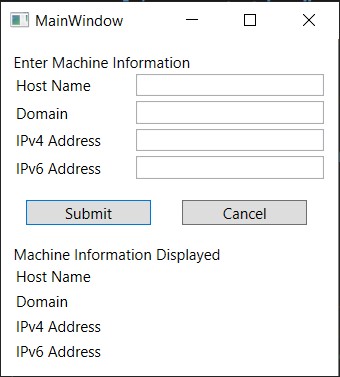 MainWindow
Enter Machine Information
Host Name
Domain
IPv4 Address
IPv6 Address
Submit Cancel
Machine Information Displayed
Host Name
Domain
IPv4 Address
IPv6 Address